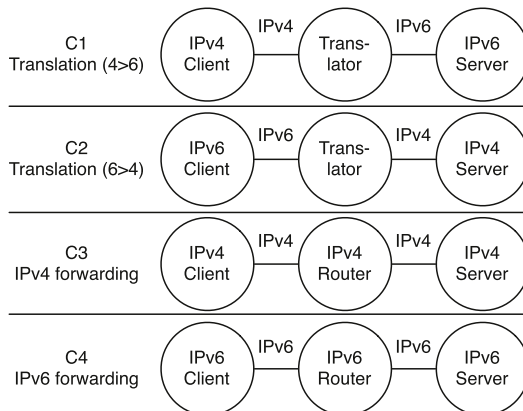 C1
Translation (4>6)
IPv4
Client
IPv4
Trans-
lator
IPv6
IPv6
Server
C2
Translation (6>4)
IPv6
Client
IPv6
Trans-
lator
IPv4
IPv4
Server
C3
IPv4 forwarding
IPv4
Client
IPv4
IPv4
Router
IPv4
IPv4
Server
C4
IPv6 forwarding
IPv6
Client
IPv6
IPv6
Router
IPv6
IPv6
Server